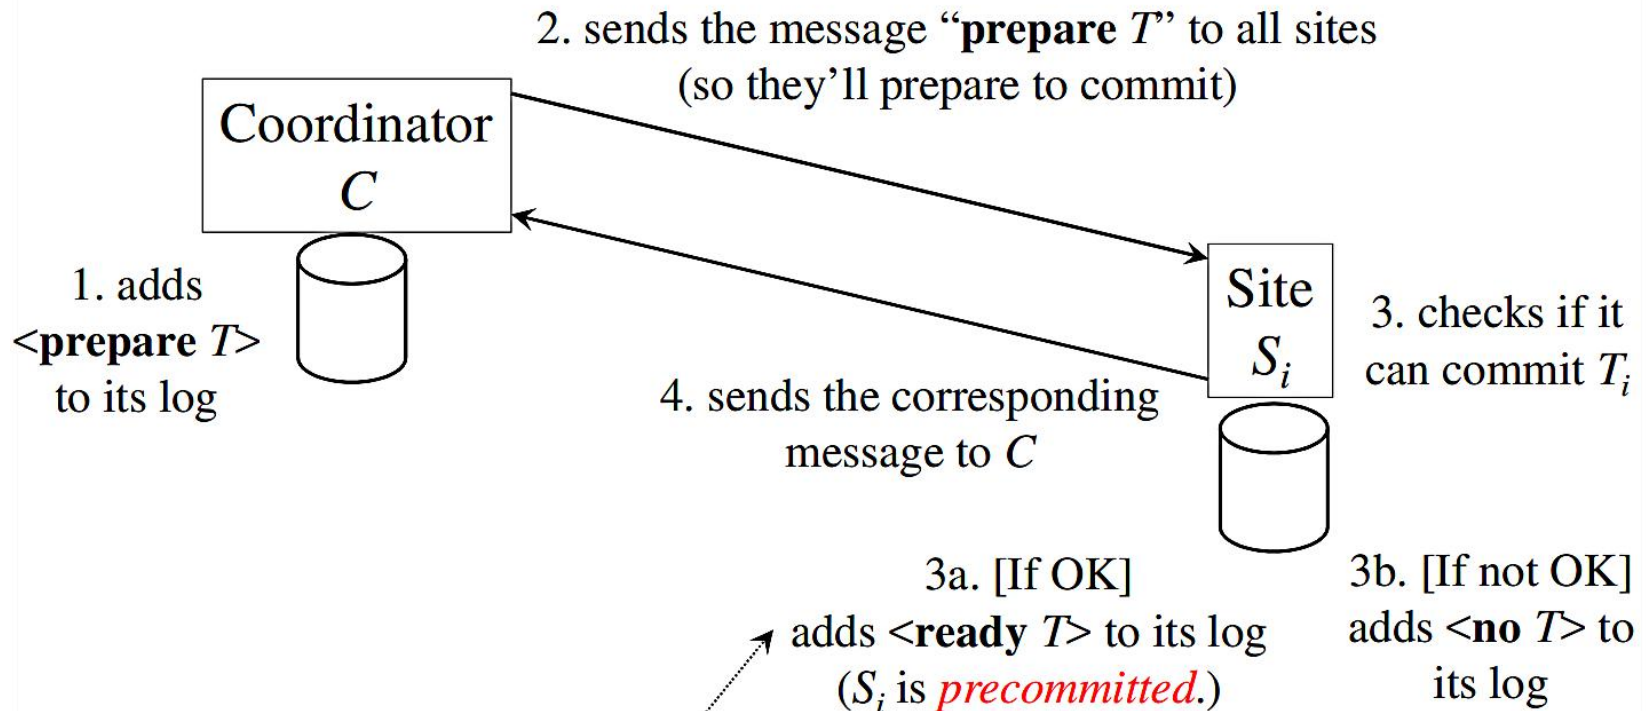 2. sends the message “prepare T” to all sites
(so they’ll prepare to commit)
Coordinator
C
1. adds
<prepare T>
to its log
Site
Si
3. checks if it
can commit Ti
4. sends the corresponding
message to C
3a. [If OK]
adds <ready T> to its log
(Si is precommitted.)
3b. [If not OK]
adds <no T> to
its log